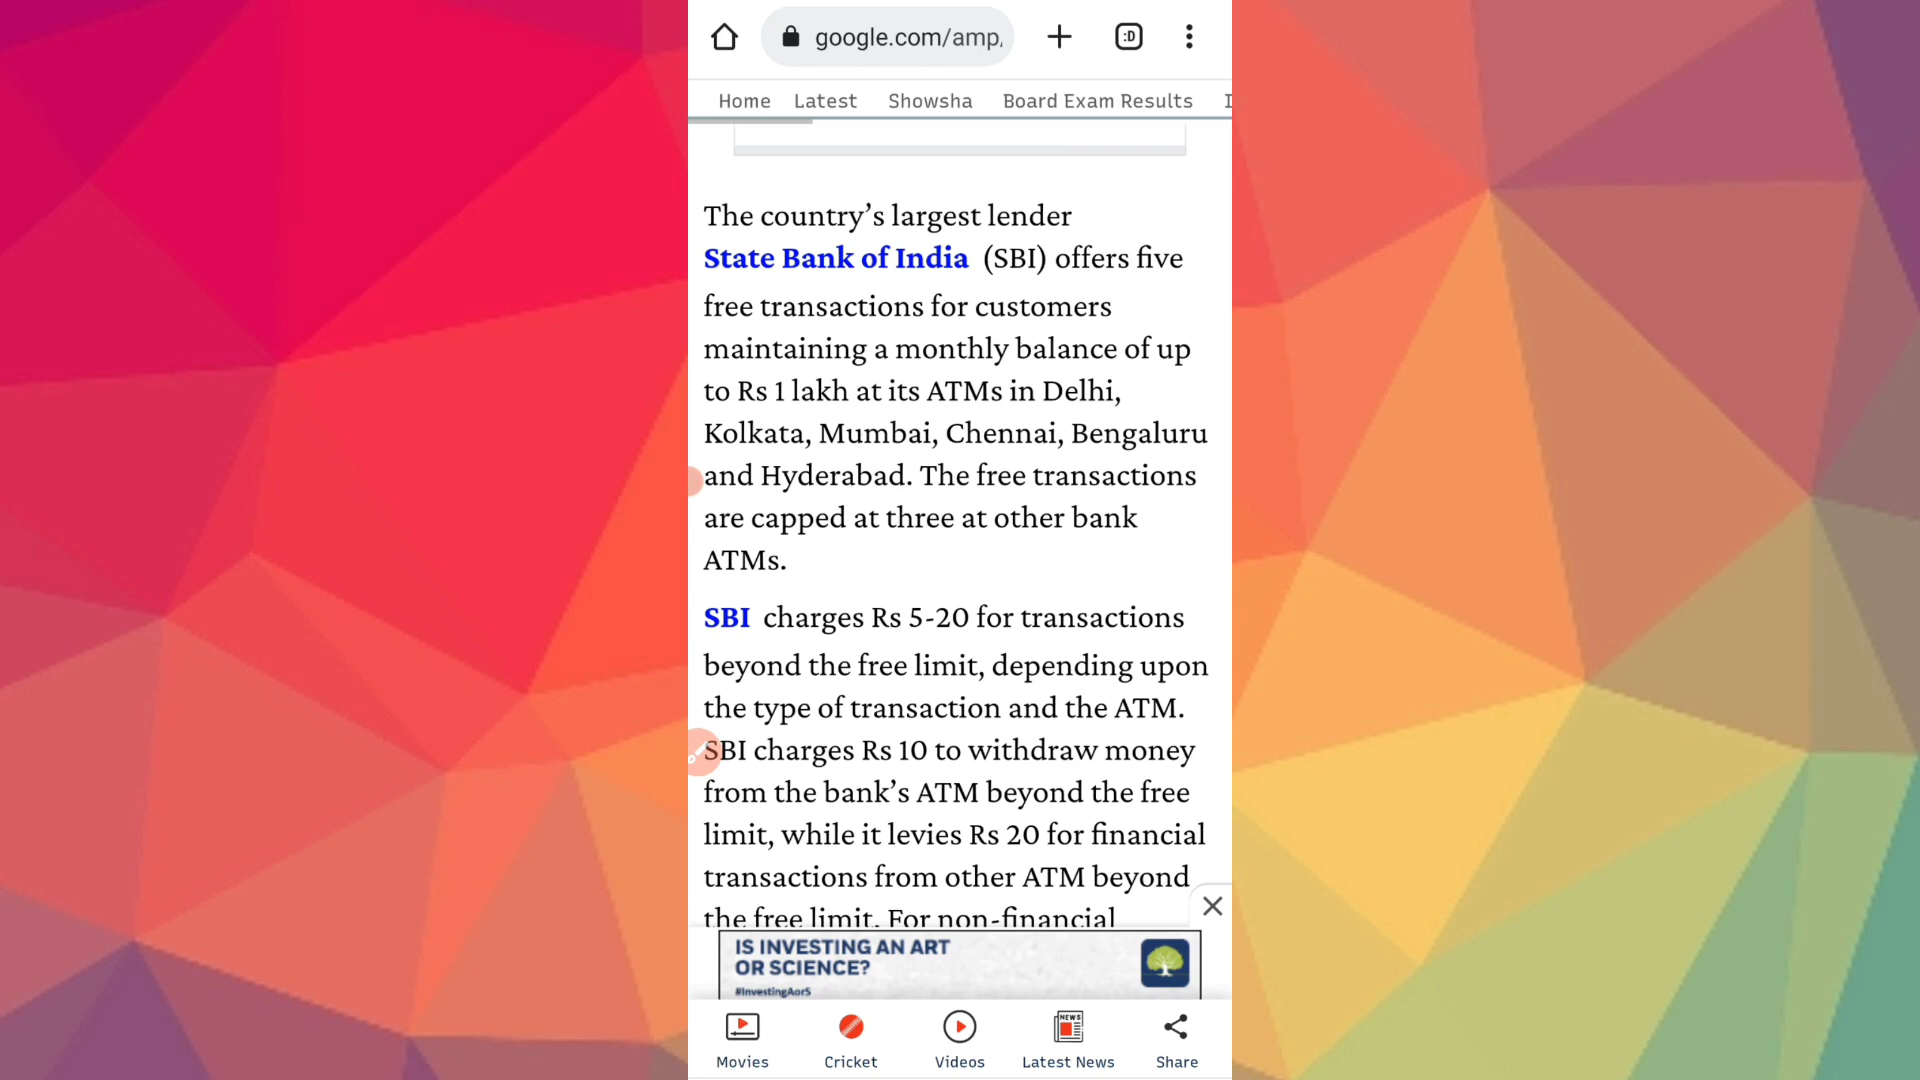 google.com/amp,
:D
Home Latest Showsha Board Exam Results
The country’s largest lender
State Bank of India (SBI) offers five
free transactions for customers
maintaining a monthly balance of up
to Rs 1 lakh at its ATMs in Delhi,
Kolkata, Mumbai, Chennai, Bengaluru
and Hyderabad. The free transactions
are capped at three at other bank
ATMs.
SBI charges Rs 5-20 for transactions
beyond the free limit, depending upon
the type of transaction and the ATM.
SBI charges Rs 10 to withdraw money
from the bank’s ATM beyond the free
limit, while it levies Rs 20 for financial
transactions from other ATM beyond
the free limit. For non-financial
IS INVESTING AN ART
OR SCIENCE?
#InvestingAorS
NEWS
Movies Cricket Videos Latest News Share